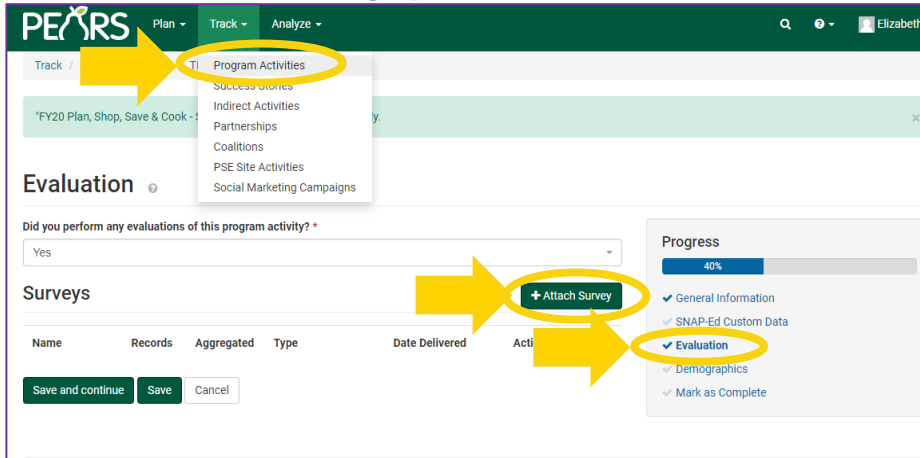 PEARS Plan Track Analyze Elizabeth
Track /
Program Activities
Success Stories
Indirect Activities
Partnerships
Coalitions
PSE Site Activities
Social Marketing Campaigns
"FY20 Plan, Shop, Save & Cook - ×
Evaluation
Did you perform any evaluations of this program activity? *
Yes
Surveys
+ Attach Survey
Name Records Aggregated Type Date Delivered
Save and continue Save Cancel
Progress
40%
General Information
SNAP-Ed Custom Data
Evaluation
Demographics
Mark as Complete